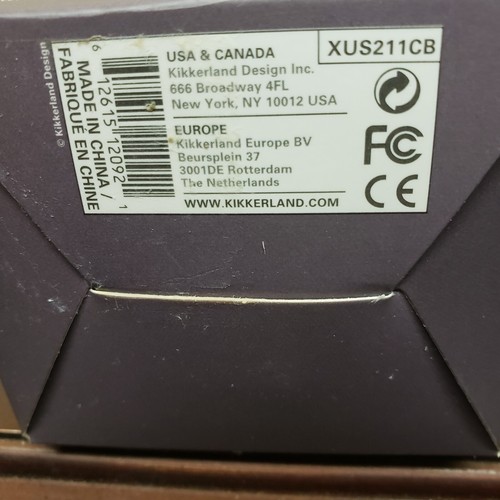 © Kikkerland Design
MADE IN CHINA /
FABRIQUÉ EN CHINE
6 12615 12092 1
USA & CANADA
Kikkerland Design Inc.
666 Broadway 4FL
New York, NY 10012 USA
EUROPE
Kikkerland Europe BV
Beursplein 37
3001DE Rotterdam
The Netherlands
WWW.KIKKERLAND.COM
XUS211CB
FC
CE